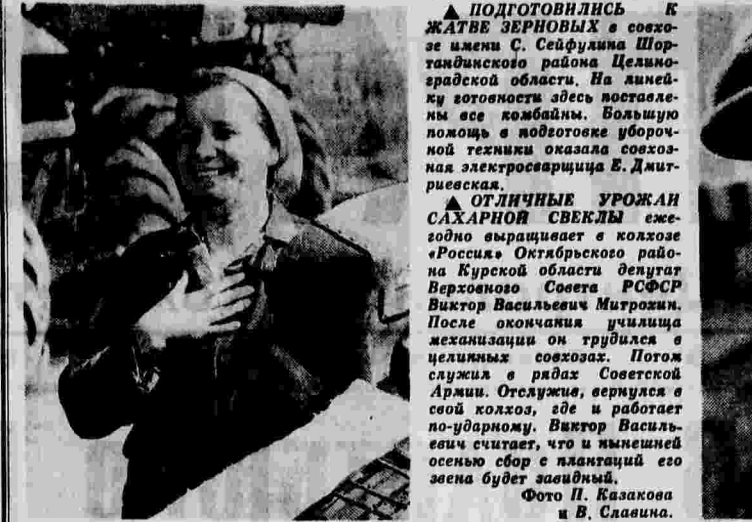 ▲ ПОДГОТОВИЛИСЬ К
ЖАТВЕ ЗЕРНОВЫХ в совхо-
зе имени С. Сейфулина Шор-
тандинского района Целино-
градской области. На линей-
ку готовности здесь поставле-
ны все комбайны. Большую
помощь в подготовке убороч-
ной техники оказала совхоз-
ная электросварщица Е. Дмит-
риевская.
▲ ОТЛИЧНЫЕ УРОЖАИ
САХАРНОЙ СВЕКЛЫ еже-
годно выращивает в колхозе
«Россия» Октябрьского райо-
на Курской области депутат
Верховного Совета РСФСР
Виктор Васильевич Митрохин.
После окончания училища
механизации он трудился в
целинных совхозах. Потом
служил в рядах Советской
Армии. Отслужив, вернулся в
свой колхоз, где и работает
по-ударному. Виктор Василь-
евич считает, что и нынешней
осенью сбор с плантаций его
звена будет завидный.
Фото П. Казакова
и В. Славина.